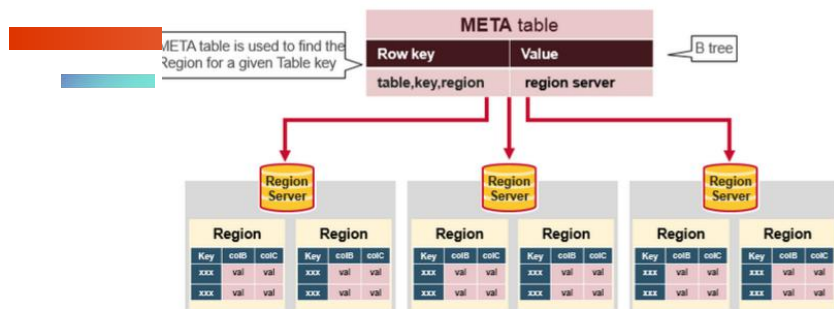 META table is used to find the
Region for a given Table key
META table
Row key Value
table,key,region region server
B tree
Region
Server
Region
Server
Region
Server
Region Region Region Region Region Region
Key colB colC Key colB colC Key colB colC Key colB colC Key colB colC Key colB colC
xxx val val xxx val val xxx val val xxx val val xxx val val xxx val val
xxx val val xxx val val xxx val val xxx val val xxx val val xxx val val